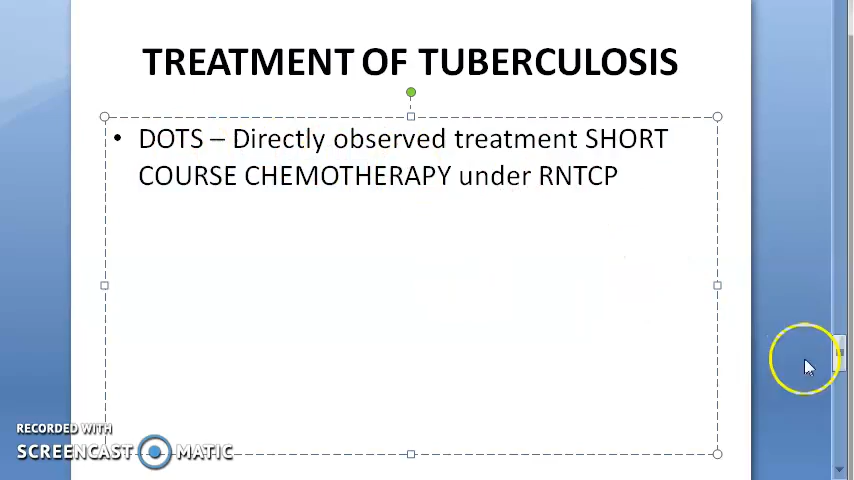 TREATMENT OF TUBERCULOSIS
• DOTS – Directly observed treatment SHORT
COURSE CHEMOTHERAPY under RNTCP
RECORDED WITH
SCREENCAST MATIC